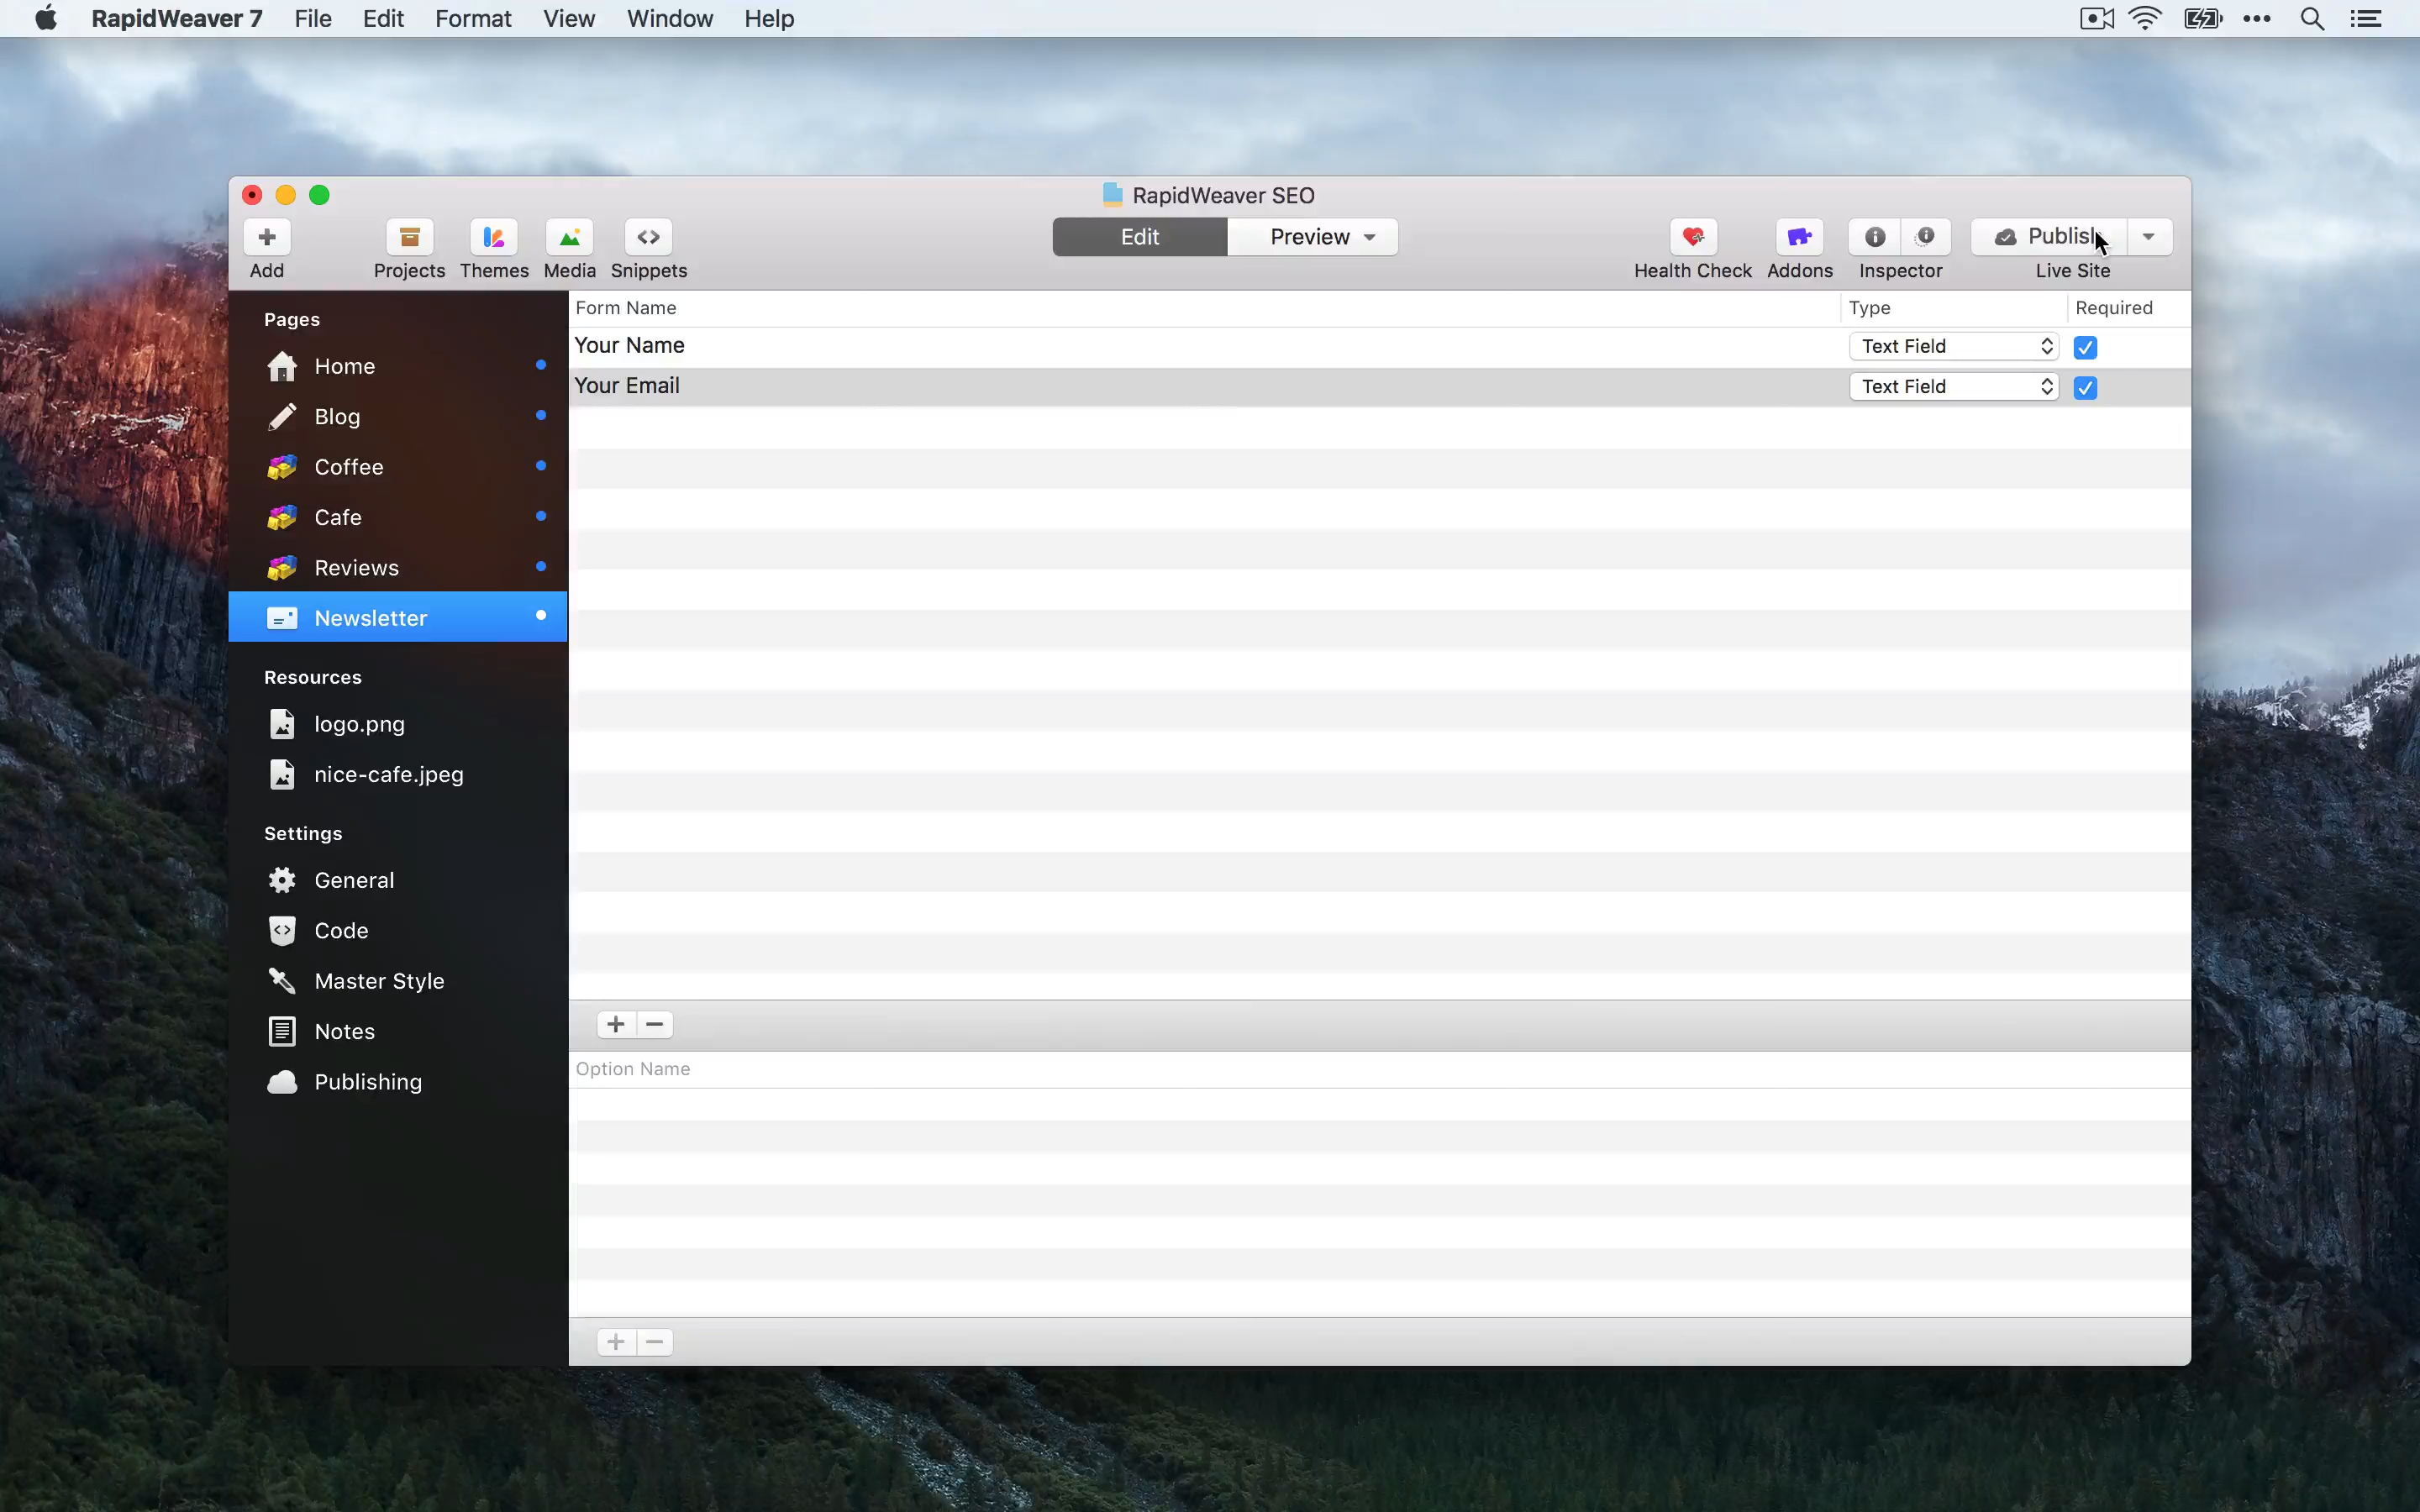 RapidWeaver 7 File Edit Format View Window Help
RapidWeaver SEO
Edit Preview Publish
Add Projects Themes Media Snippets Health Check Addons Inspector Live Site
Pages
Home
Blog
Coffee
Cafe
Reviews
Newsletter
Resources
logo.png
nice-cafe.jpeg
Settings
General
Code
Master Style
Notes
Publishing
Form Name Type Required
Your Name Text Field
Your Email Text Field
Option Name